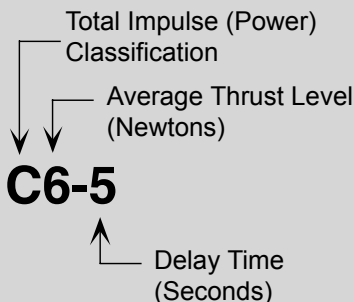 Total Impulse (Power)
Classification
Average Thrust Level
(Newtons)
C6-5
Delay Time
(Seconds)